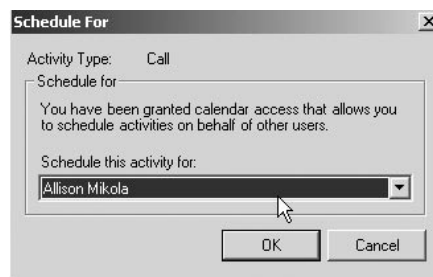 Schedule For
Activity Type: Call
Schedule for
You have been granted calendar access that allows you
to schedule activities on behalf of other users.
Schedule this activity for:
Allison Mikola
OK Cancel